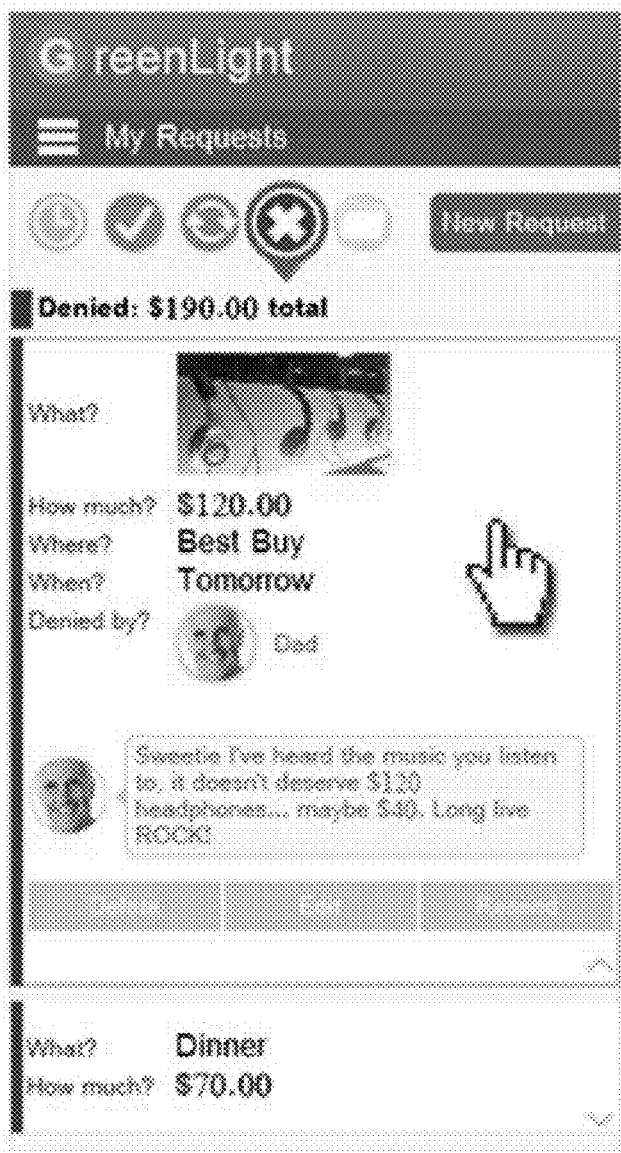 G reenLight
My Requests
New Request
Denied: $190.00 total
What?
How much? $120.00
Where? Best Buy
When? Tomorrow
Denied by? Dad
Sweetie I've heard the music you listen
to, it doesn't deserve $120
headphones... maybe $40. Long live
ROCK!
What? Dinner
How much? $70.00